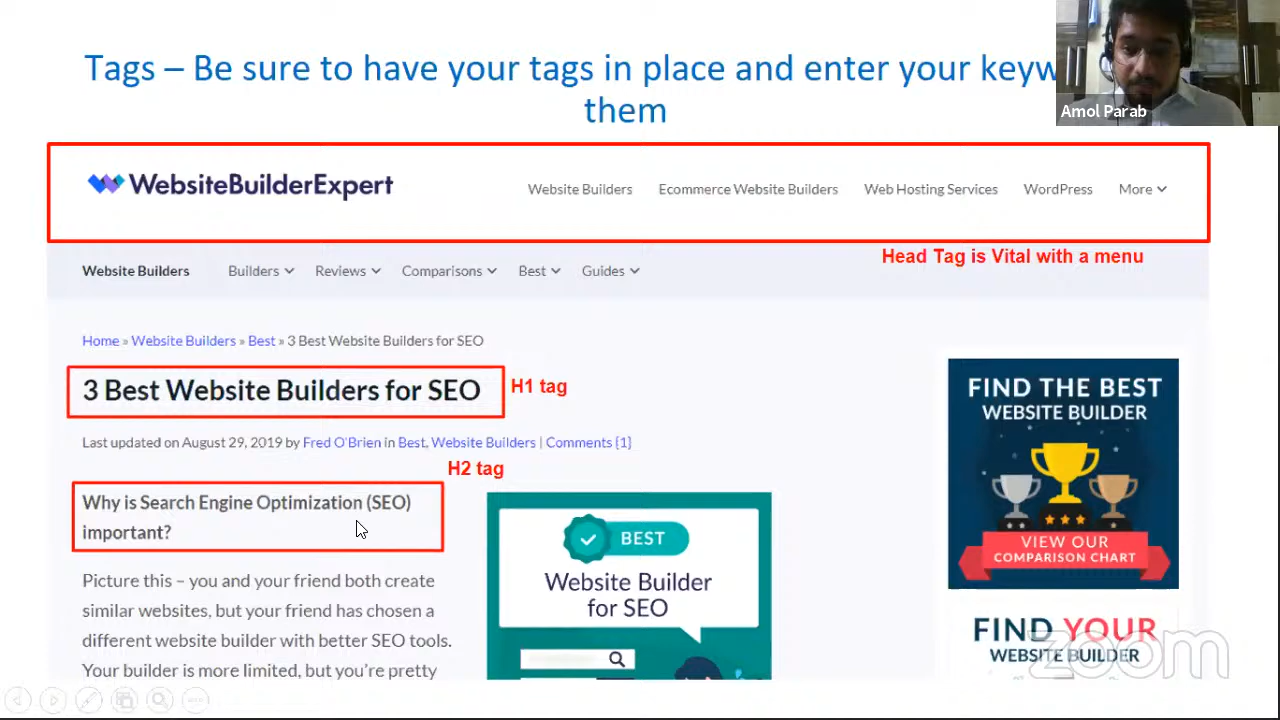 Tags – Be sure to have your tags in place and enter your
them
Amol Parab
WebsiteBuilderExpert
Website Builders Ecommerce Website Builders Web Hosting Services WordPress More
Head Tag is Vital with a menu
Website Builders Builders Reviews Comparisons Best Guides
Home » Website Builders » Best » 3 Best Website Builders for SEO
3 Best Website Builders for SEO
H1 tag
Last updated on August 29, 2019 by Fred O'Brien in Best, Website Builders | Comments {1}
H2 tag
Why is Search Engine Optimization (SEO)
important?
Picture this – you and your friend both create
similar websites, but your friend has chosen a
different website builder with better SEO tools.
Your builder is more limited, but you're pretty
BEST
Website Builder
for SEO
FIND THE BEST
WEBSITE BUILDER
VIEW OUR
COMPARISON CHART
FIND YOUR
WEBSITE BUILDER
zoom